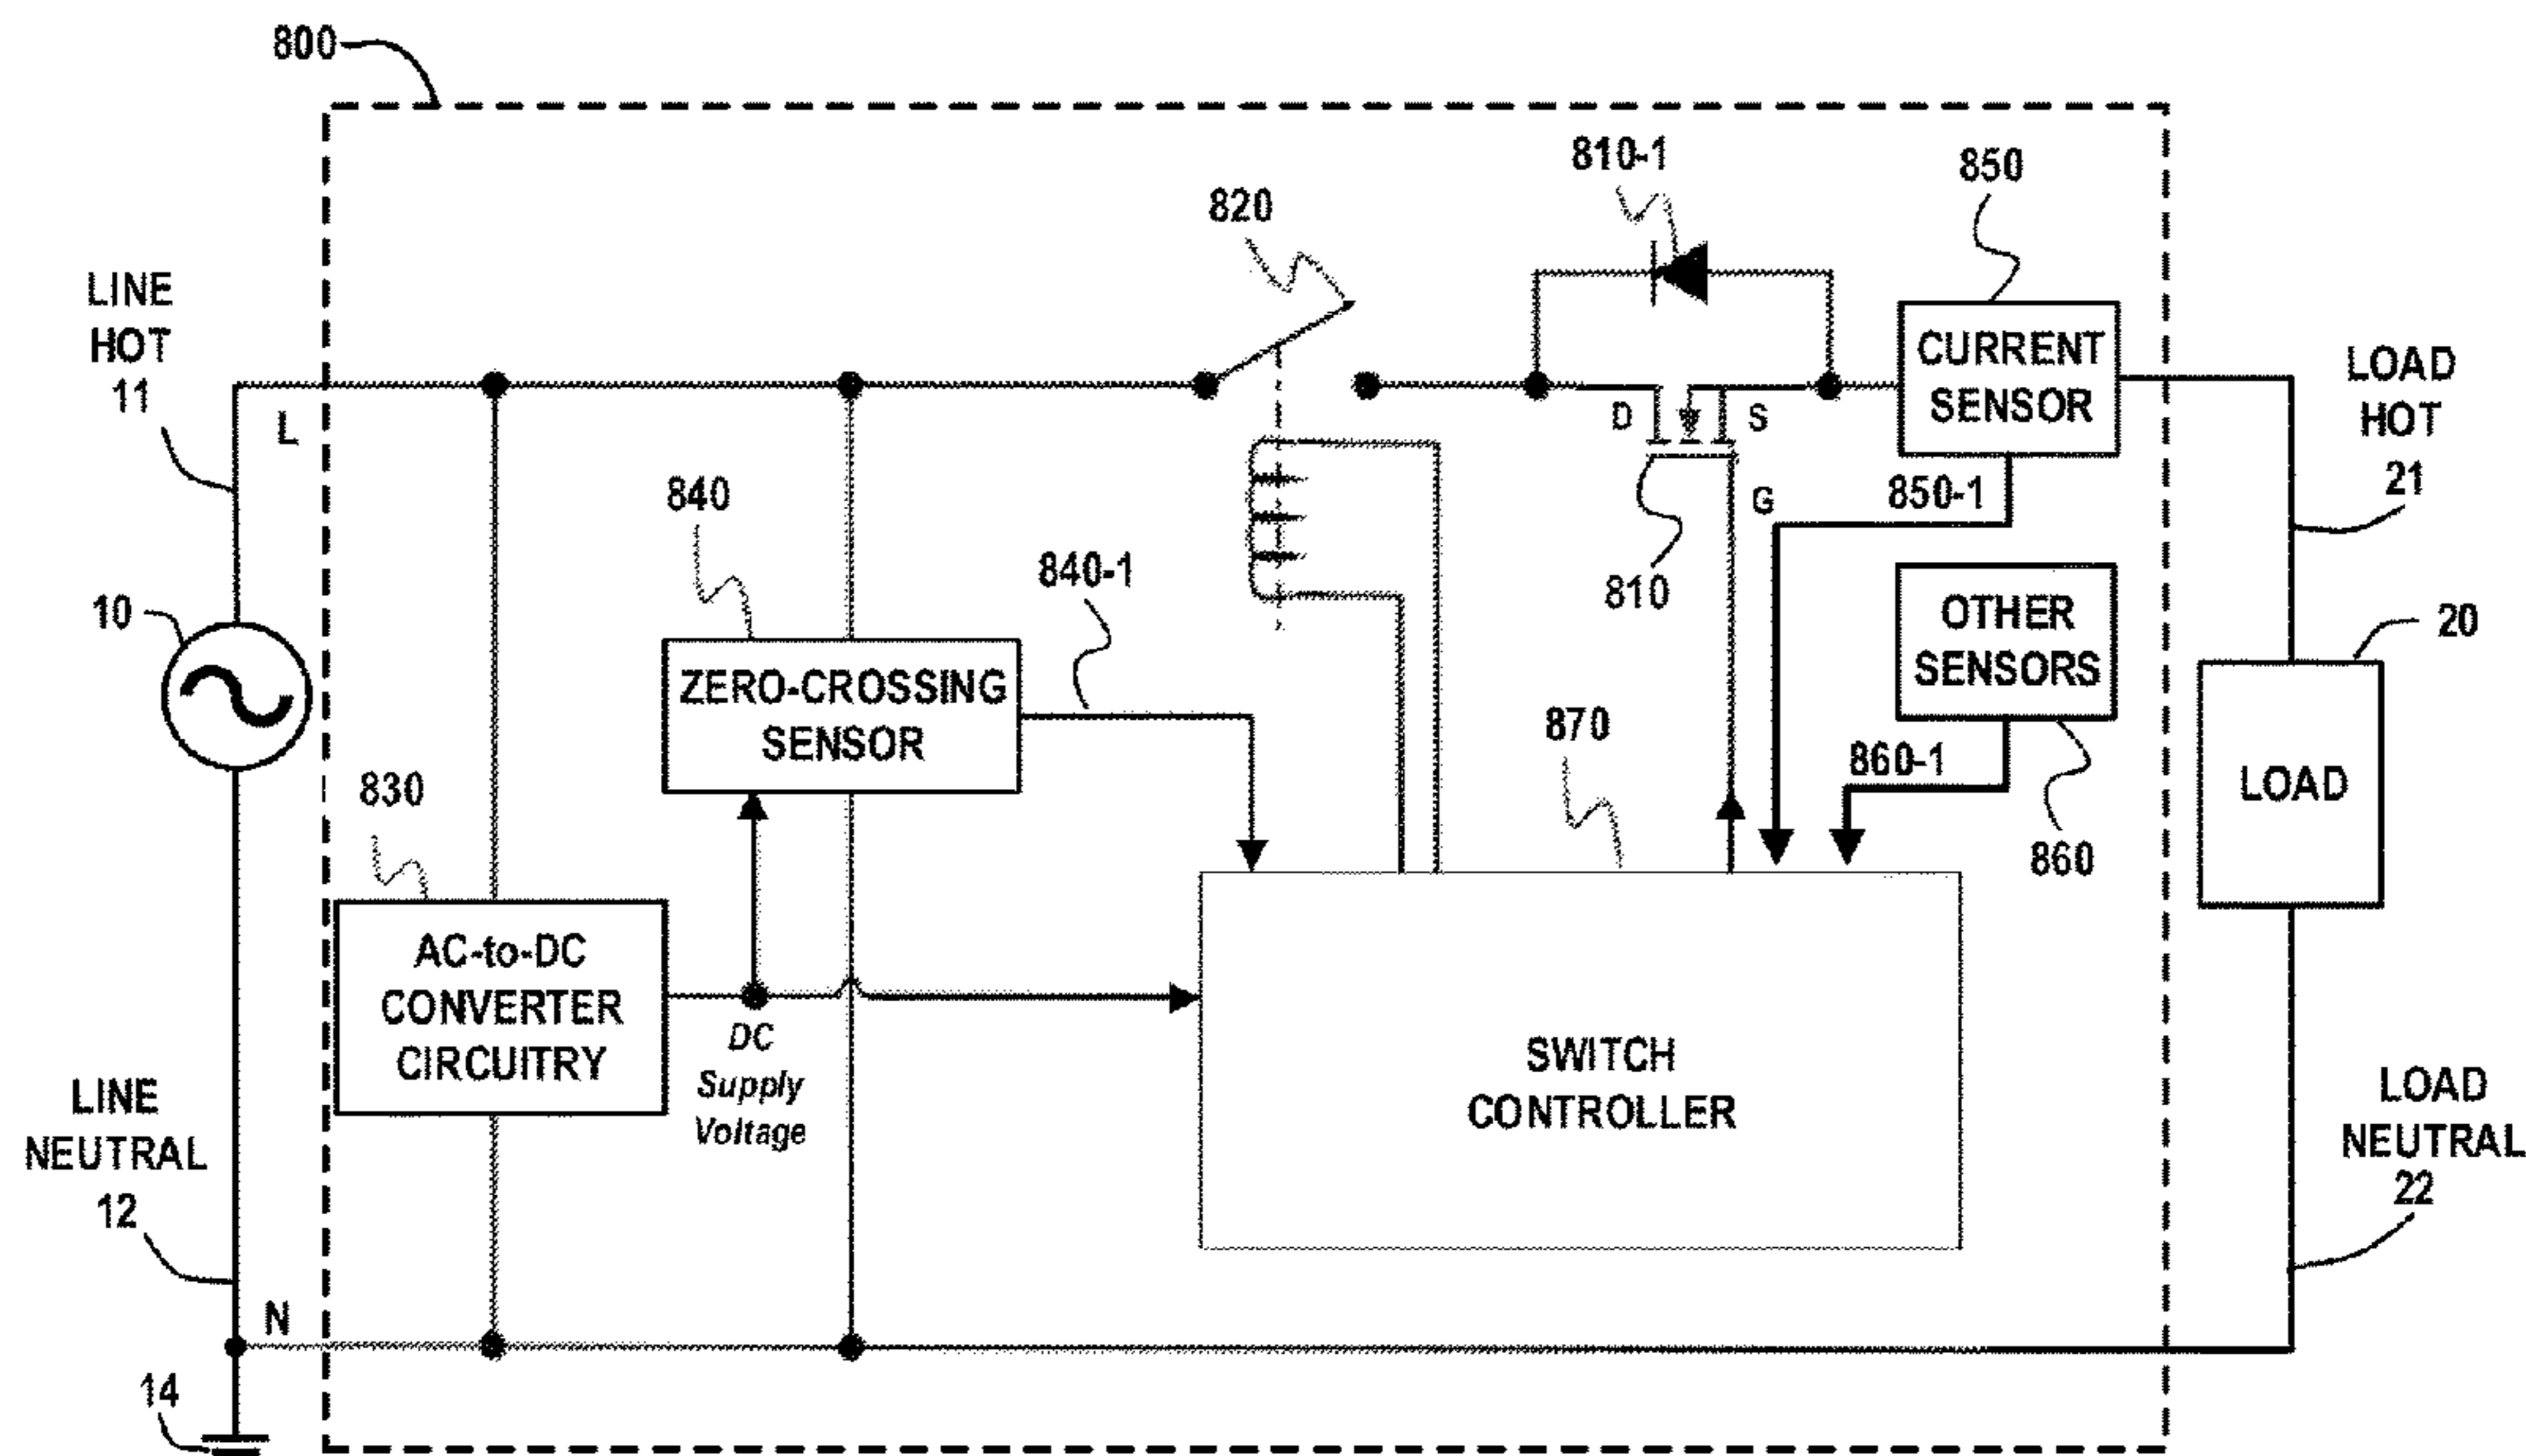 800
810-1
850
820
LINE
HOT
11
L
D
S
G
CURRENT
SENSOR
LOAD
HOT
21
840
840-1
850-1
810
10
OTHER
SENSORS
20
ZERO-CROSSING
SENSOR
870
860-1
LOAD
830
860
AC-to-DC
CONVERTER
CIRCUITRY
DC
Supply
Voltage
SWITCH
CONTROLLER
LINE
NEUTRAL
12
LOAD
NEUTRAL
22
N
14